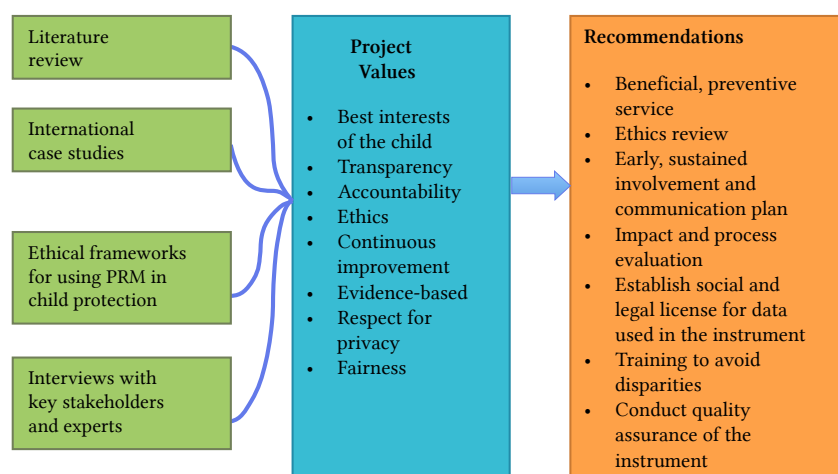 Literature
review
International
case studies
Ethical frameworks
for using PRM in
child protection
Interviews with
key stakeholders
and experts
Project
Values
• Best interests
of the child
• Transparency
• Accountability
• Ethics
• Continuous
improvement
• Evidence-based
• Respect for
privacy
• Fairness
Recommendations
• Beneficial, preventive
service
• Ethics review
• Early, sustained
involvement and
communication plan
• Impact and process
evaluation
• Establish social and
legal license for data
used in the instrument
• Training to avoid
disparities
• Conduct quality
assurance of the
instrument